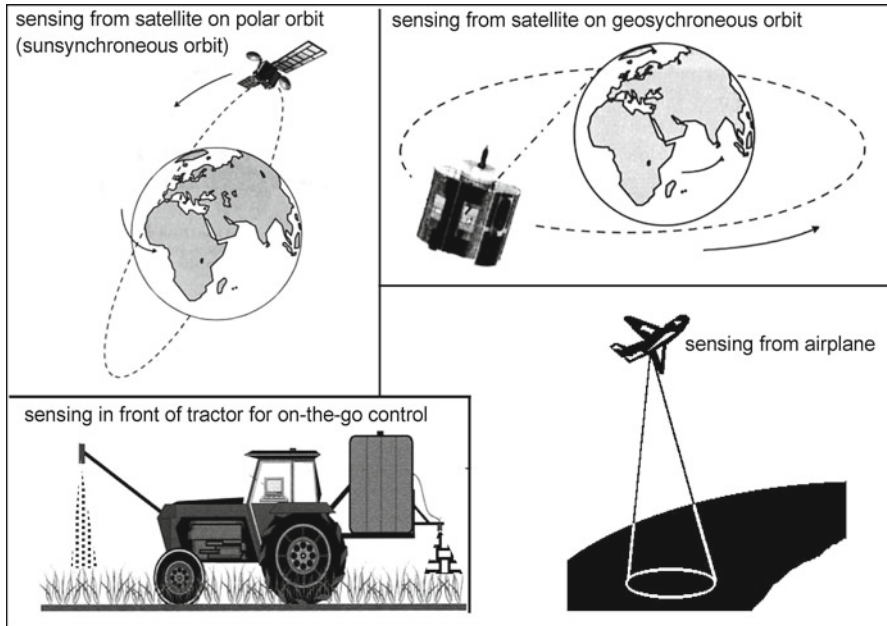 sensing from satellite on polar orbit
(sunsynchroneous orbit)
sensing from satellite on geosychroneous orbit
sensing from airplane
sensing in front of tractor for on-the-go control